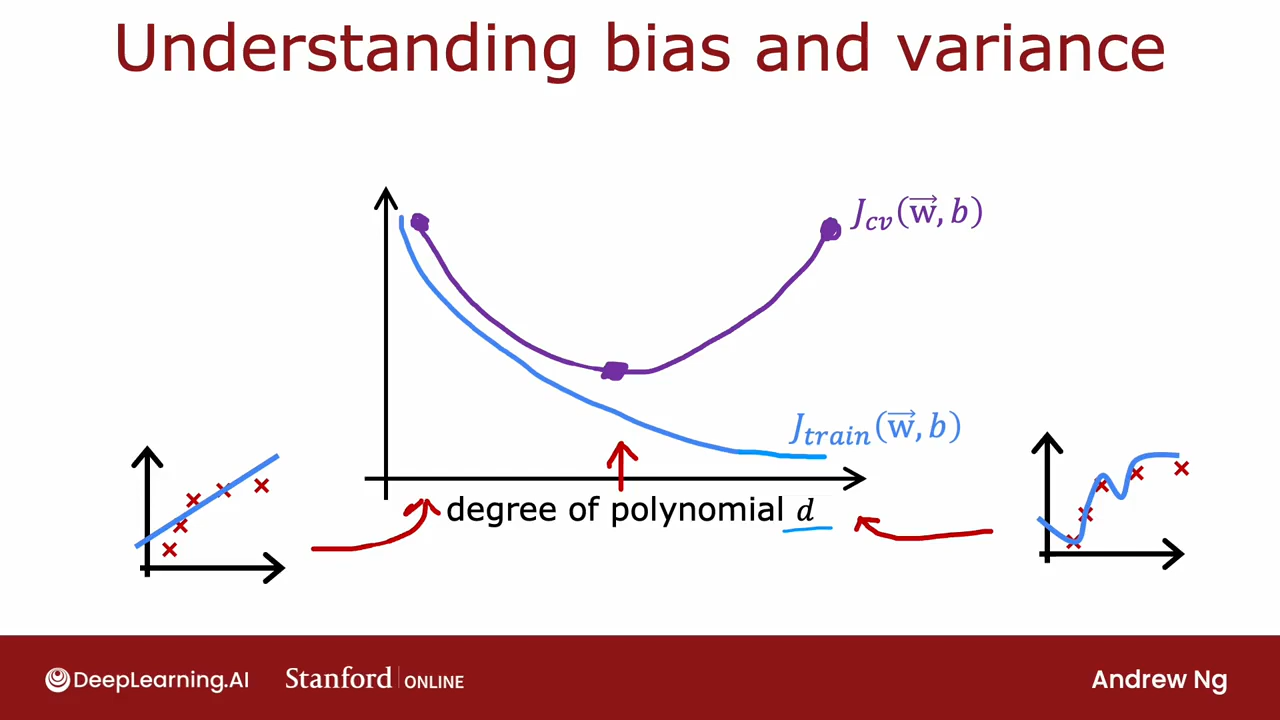 Understanding bias and variance
J_cv(w⃗, b)
J_train(w⃗, b)
degree of polynomial d
DeepLearning.AI Stanford | ONLINE Andrew Ng